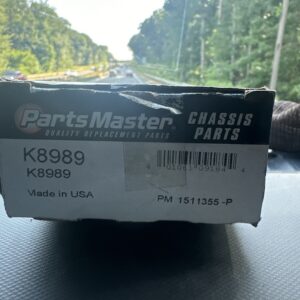 PartsMaster
QUALITY REPLACEMENT PARTS
CHASSIS
PARTS
K8989
K8989
Made in USA
PM 1511355 -P